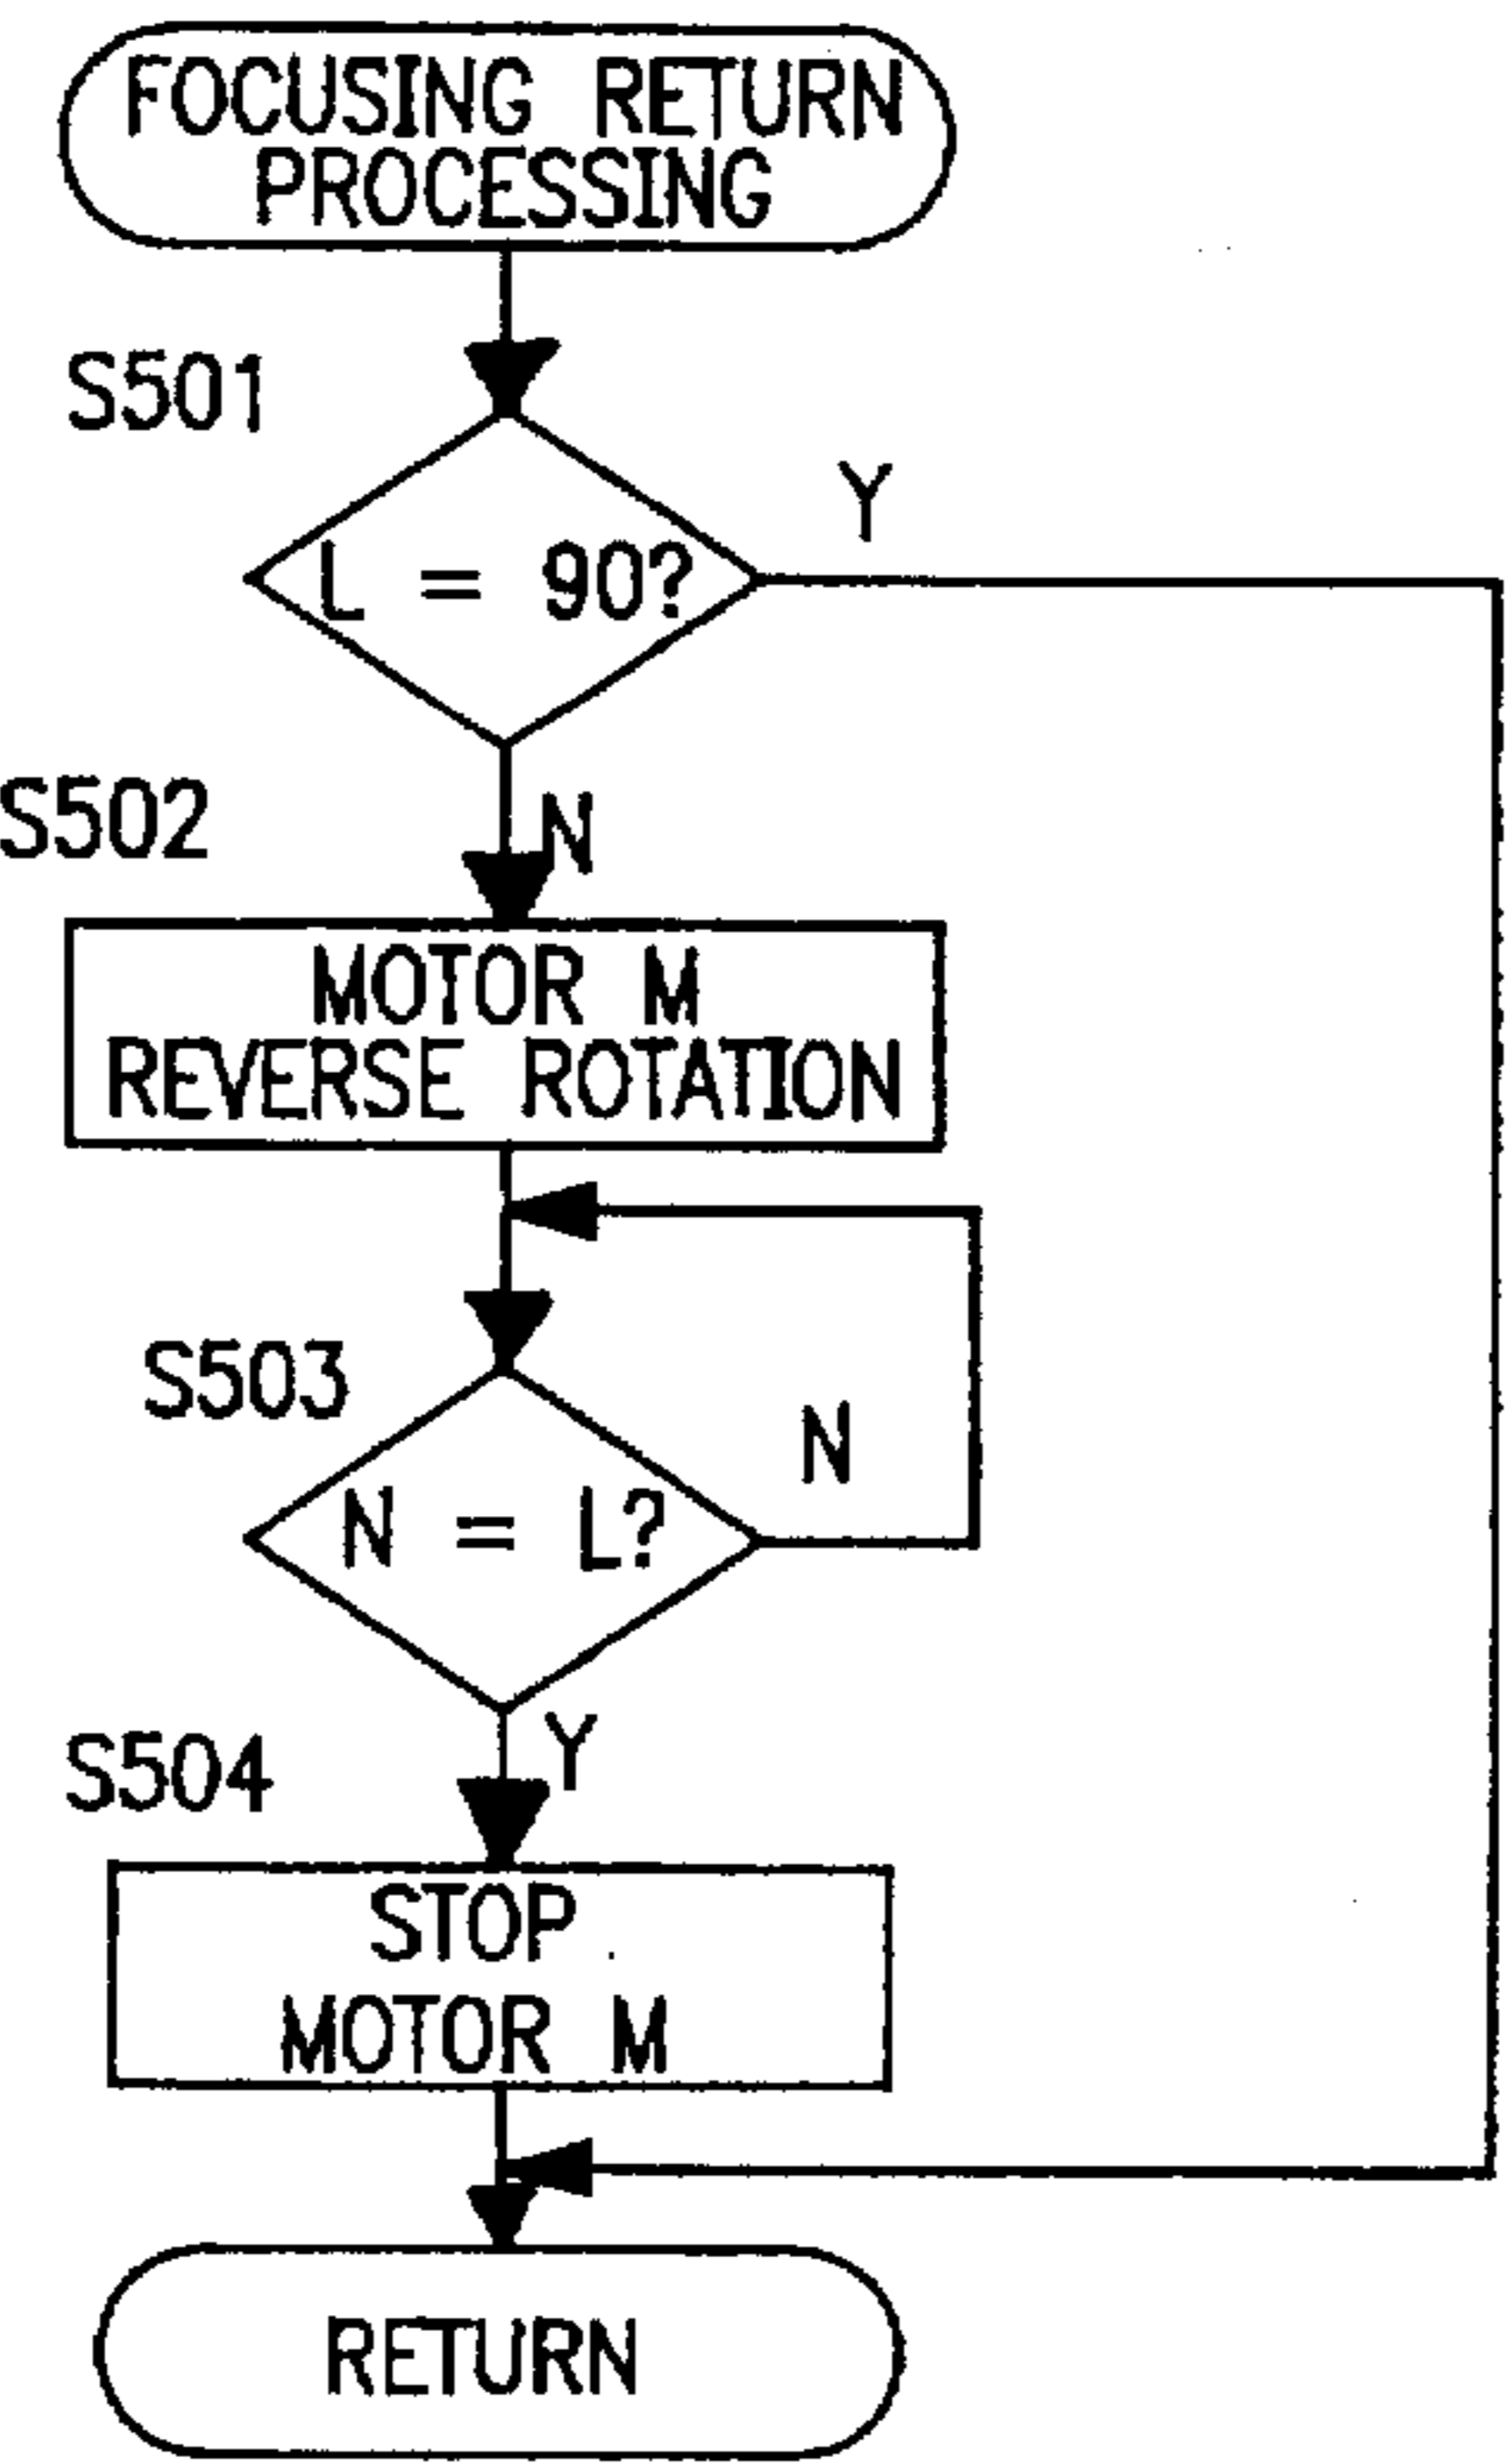 FOCUSING RETURN
PROCESSING
S501
Y
L = 90?
S502
N
MOTOR M
REVERSE ROTATION
S503
N
N = L?
S504
Y
STOP
MOTOR M
RETURN